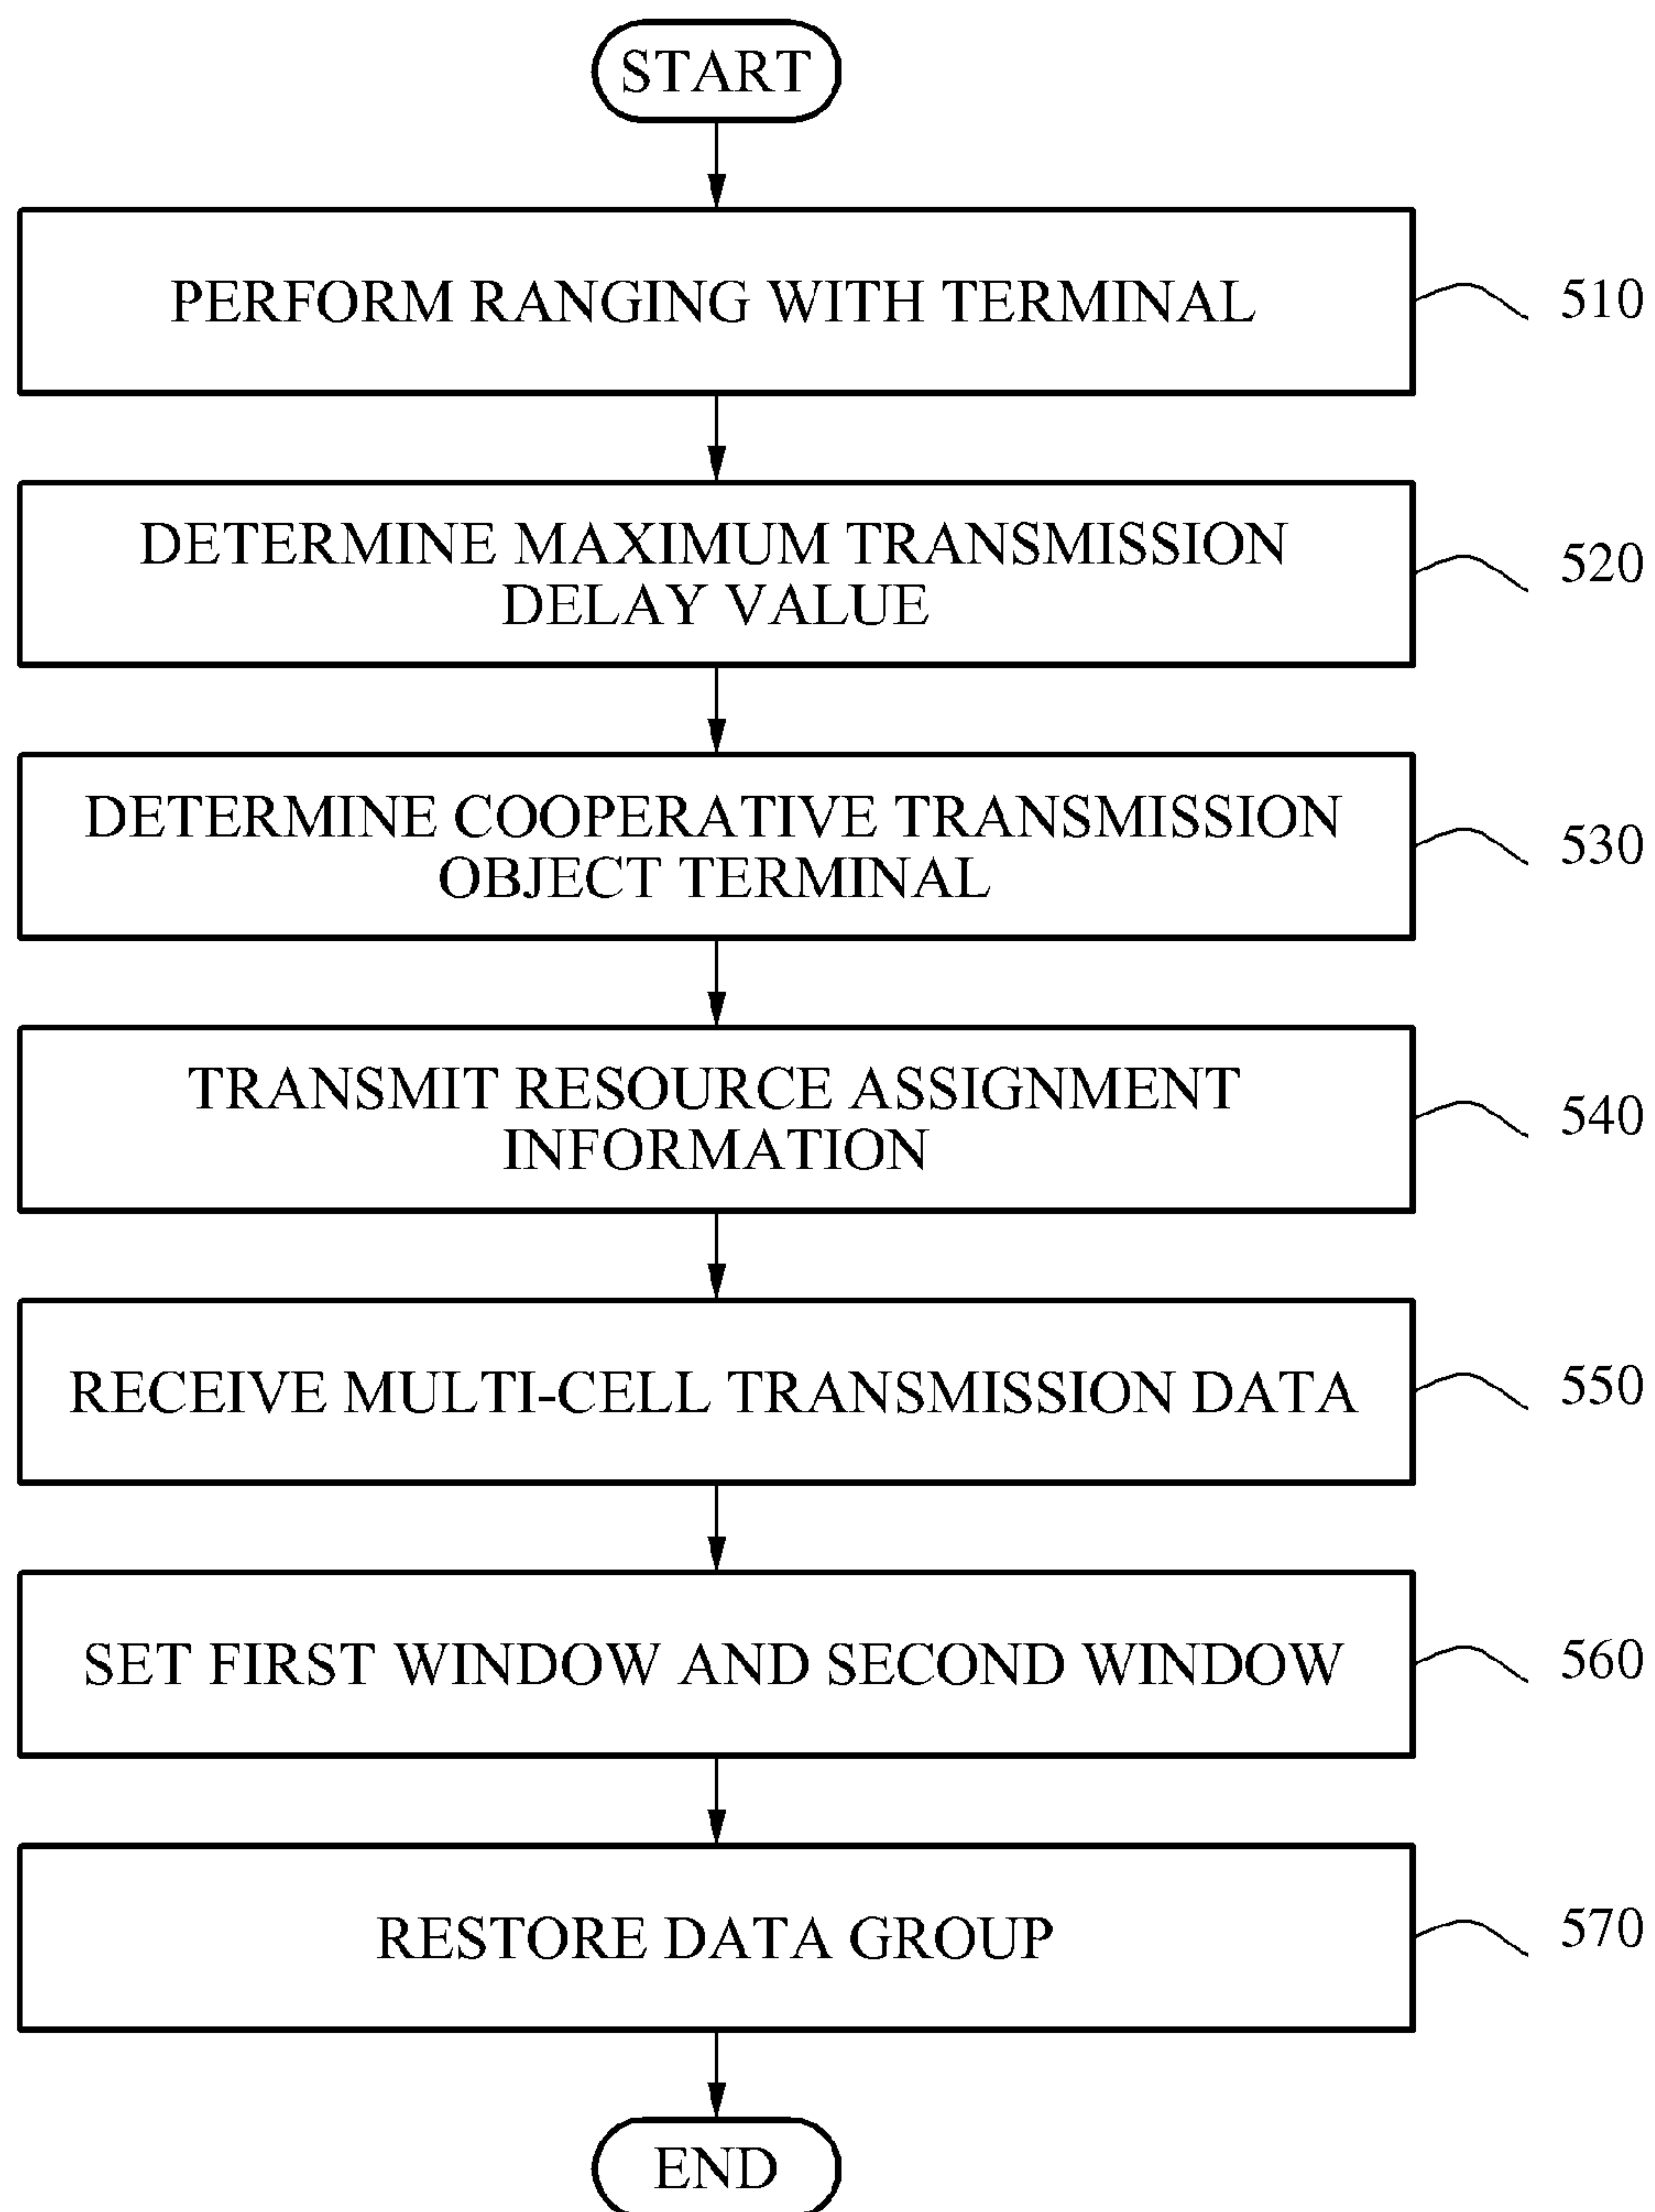 START
PERFORM RANGING WITH TERMINAL
510
DETERMINE MAXIMUM TRANSMISSION
DELAY VALUE
520
DETERMINE COOPERATIVE TRANSMISSION
OBJECT TERMINAL
530
TRANSMIT RESOURCE ASSIGNMENT
INFORMATION
540
RECEIVE MULTI-CELL TRANSMISSION DATA
550
SET FIRST WINDOW AND SECOND WINDOW
560
RESTORE DATA GROUP
570
END